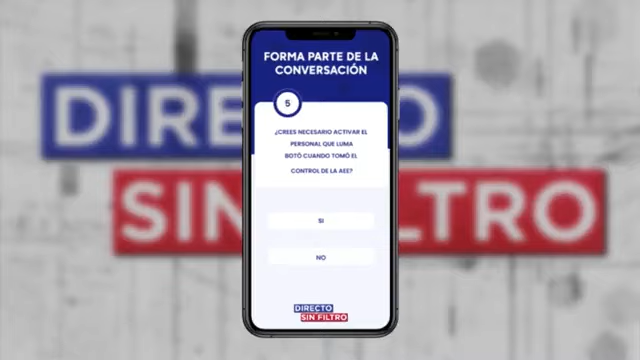 FORMA PARTE DE LA
CONVERSACIÓN
5
¿CREES NECESARIO ACTIVAR EL
PERSONAL QUE LUMA
BOTÓ CUANDO TOMÓ EL
CONTROL DE LA AEE?
SI
NO
DIRECTO
SIN FILTRO
DIRECTO
SIN FILTRO